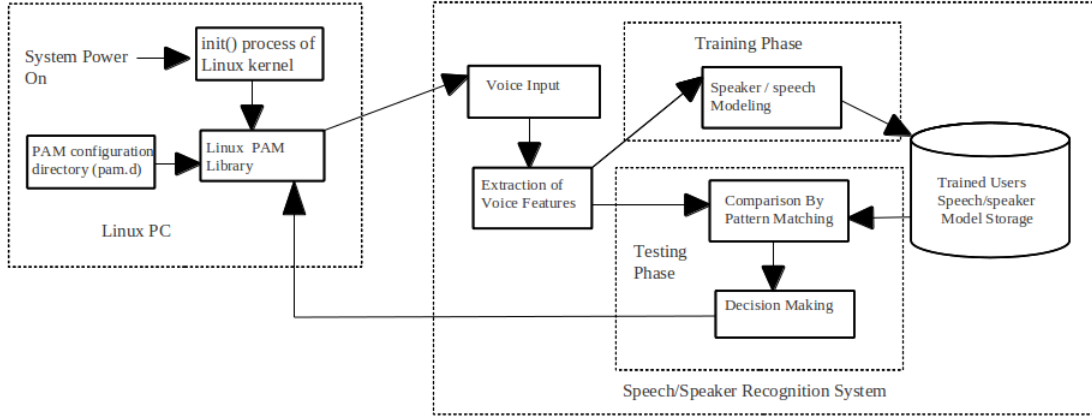 System Power
On
init() process of
Linux kernel
PAM configuration
directory (pam.d)
Linux PAM
Library
Linux PC
Voice Input
Extraction of
Voice Features
Training Phase
Speaker / speech
Modeling
Comparison By
Pattern Matching
Testing
Phase
Decision Making
Trained Users
Speech/speaker
Model Storage
Speech/Speaker Recognition System